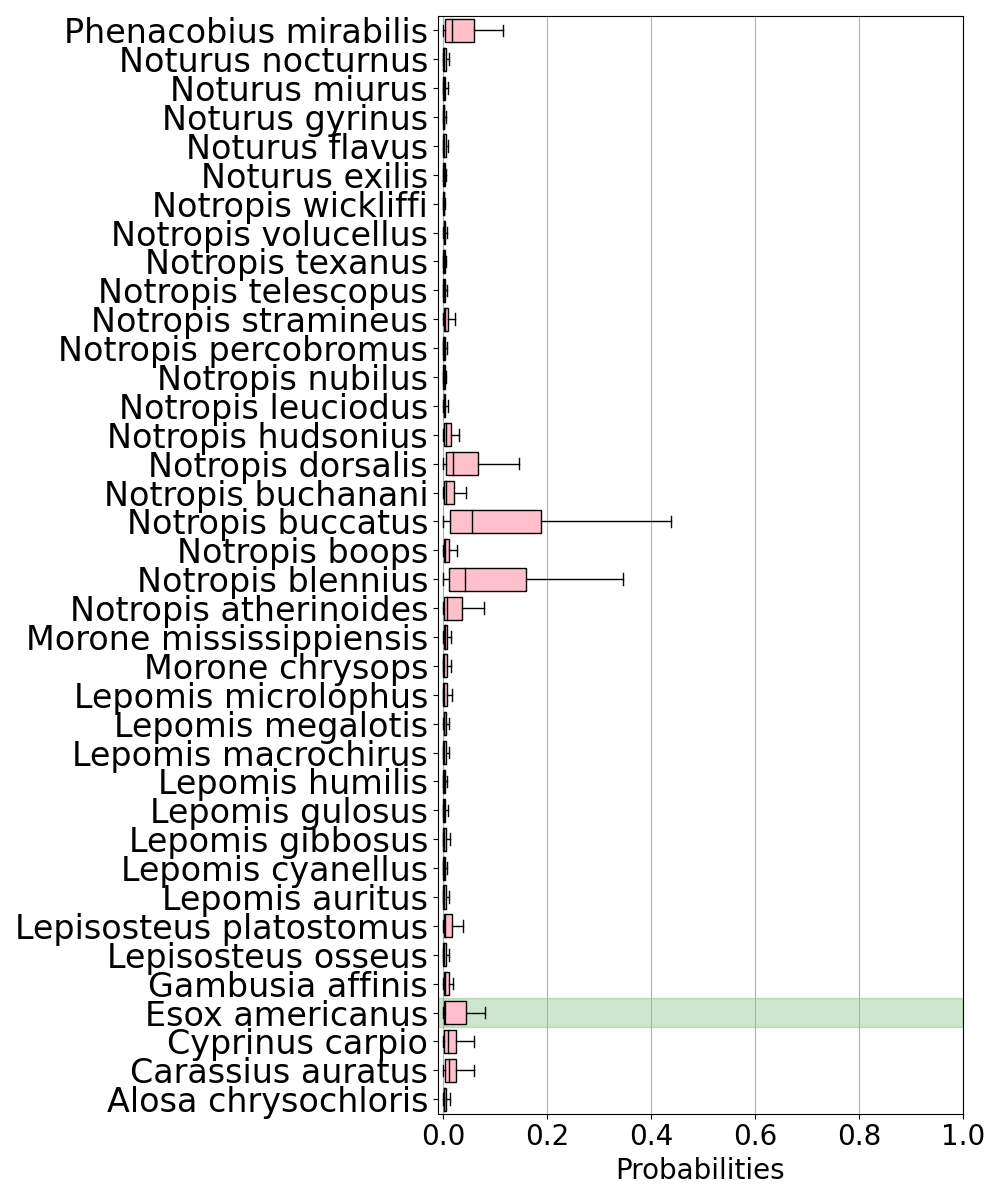 Phenacobius mirabilis
Noturus nocturnus
Noturus miurus
Noturus gyrinus
Noturus flavus
Noturus exilis
Notropis wickliffi
Notropis volucellus
Notropis texanus
Notropis telescopus
Notropis stramineus
Notropis percobromus
Notropis nubilus
Notropis leuciodus
Notropis hudsonius
Notropis dorsalis
Notropis buchanani
Notropis buccatus
Notropis boops
Notropis blennius
Notropis atherinoides
Morone mississippiensis
Morone chrysops
Lepomis microlophus
Lepomis megalotis
Lepomis macrochirus
Lepomis humilis
Lepomis gulosus
Lepomis gibbosus
Lepomis cyanellus
Lepomis auritus
Lepisosteus platostomus
Lepisosteus osseus
Gambusia affinis
Esox americanus
Cyprinus carpio
Carassius auratus
Alosa chrysochloris
0.0 0.2 0.4 0.6 0.8 1.0
Probabilities